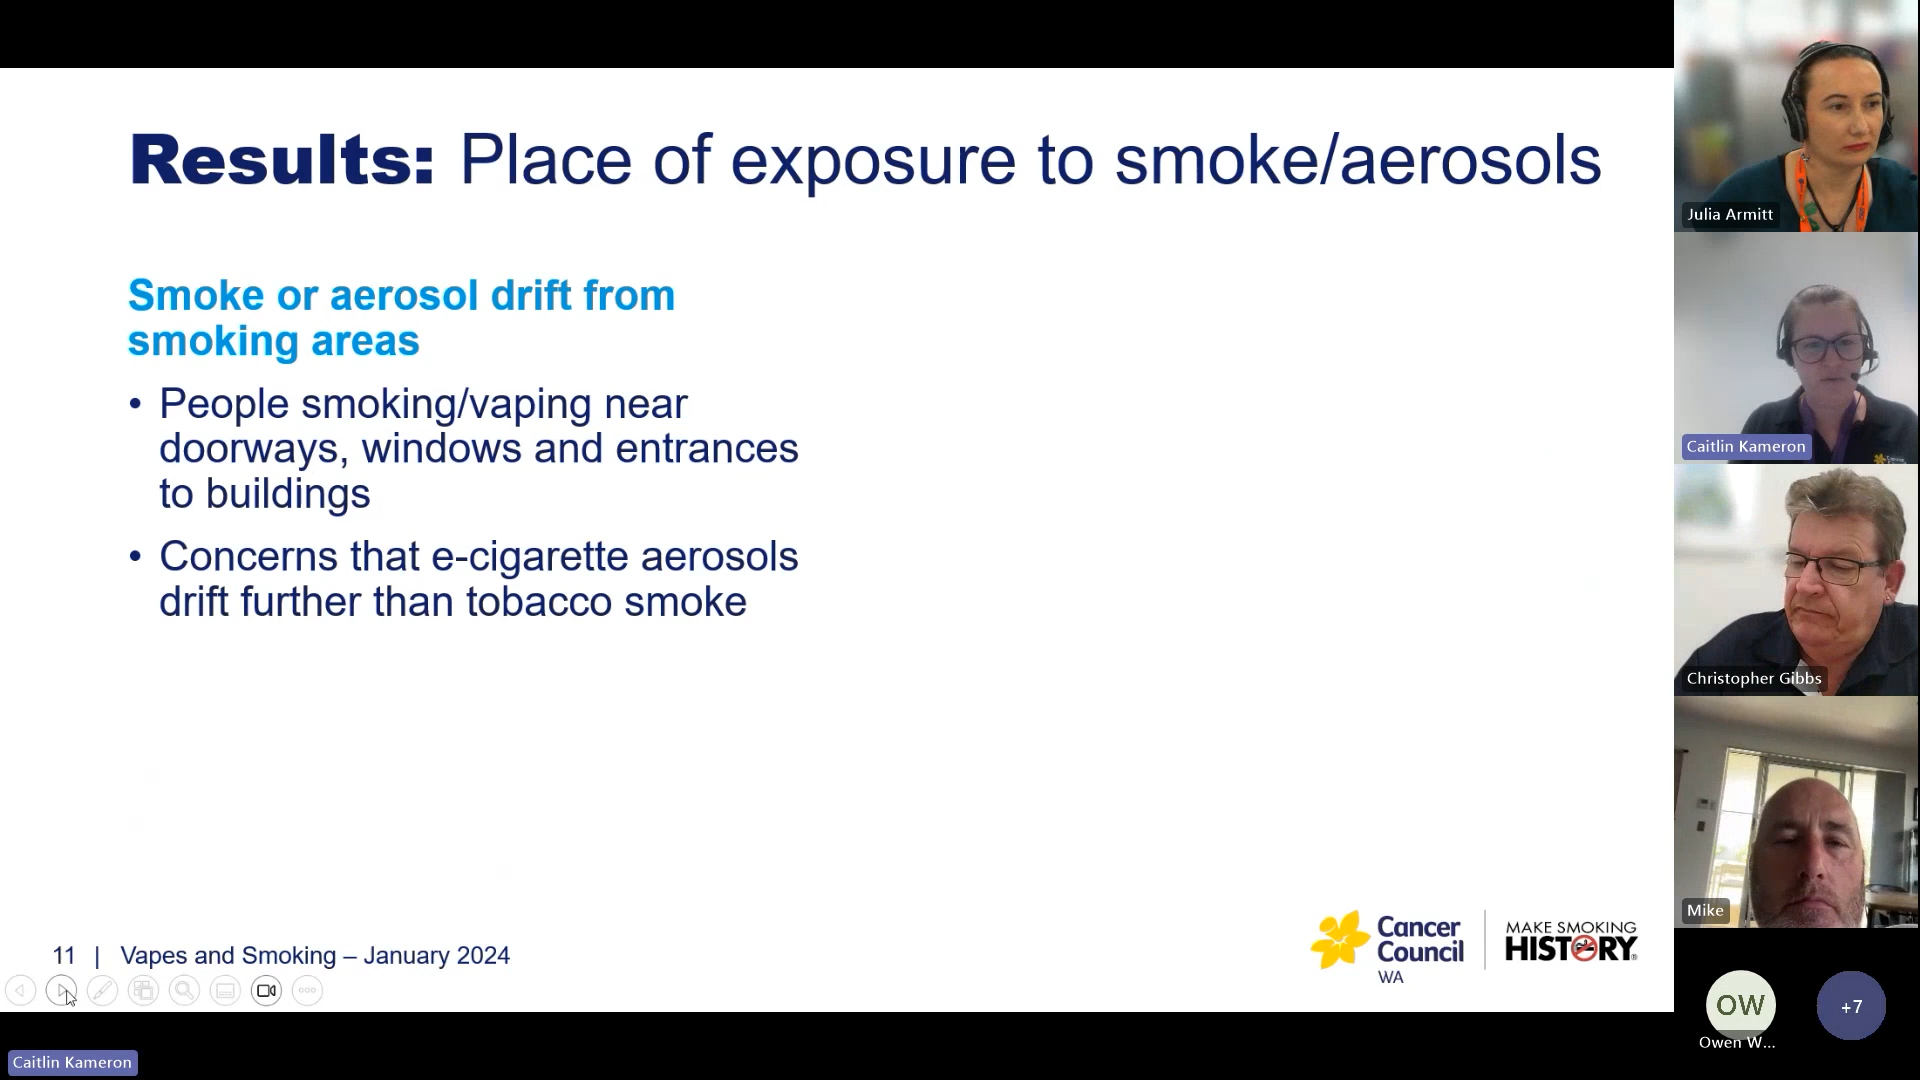 Results: Place of exposure to smoke/aerosols
Smoke or aerosol drift from
smoking areas
• People smoking/vaping near
doorways, windows and entrances
to buildings
• Concerns that e-cigarette aerosols
drift further than tobacco smoke
11 | Vapes and Smoking – January 2024
Cancer
Council
WA
MAKE SMOKING
HISTORY®
Caitlin Kameron
Julia Armitt
Caitlin Kameron
Christopher Gibbs
Mike
OW
Owen W...
+7